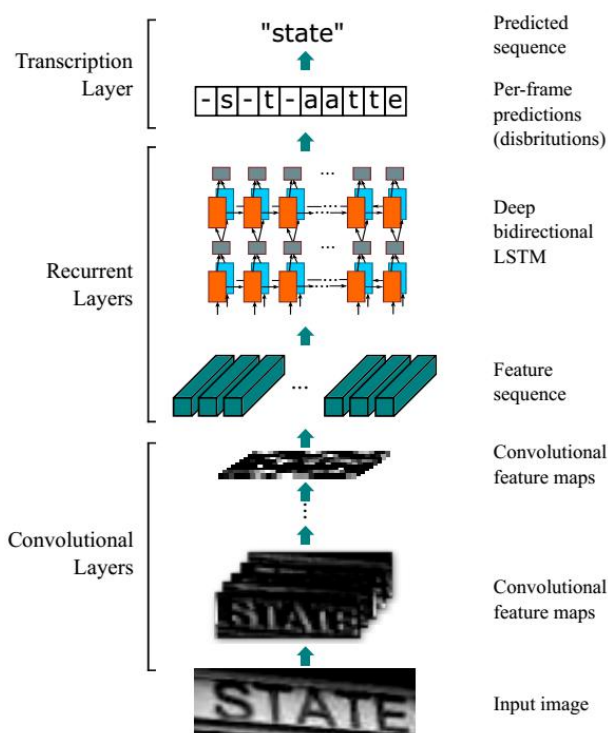 "state"
Predicted
sequence
Transcription
Layer
-s-t-aatte
Per-frame
predictions
(disbritutions)
...
Deep
bidirectional
LSTM
Recurrent
Layers
...
Feature
sequence
Convolutional
feature maps
Convolutional
Layers
STATE
Convolutional
feature maps
STATE
Input image